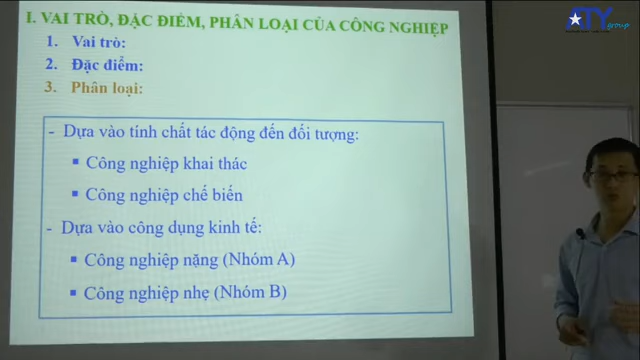 I. VAI TRÒ, ĐẶC ĐIỂM, PHÂN LOẠI CỦA CÔNG NGHIỆP
1. Vai trò:
2. Đặc điểm:
3. Phân loại:
- Dựa vào tính chất tác động đến đối tượng:
▪ Công nghiệp khai thác
▪ Công nghiệp chế biến
- Dựa vào công dụng kinh tế:
▪ Công nghiệp nặng (Nhóm A)
▪ Công nghiệp nhẹ (Nhóm B)
ATY group